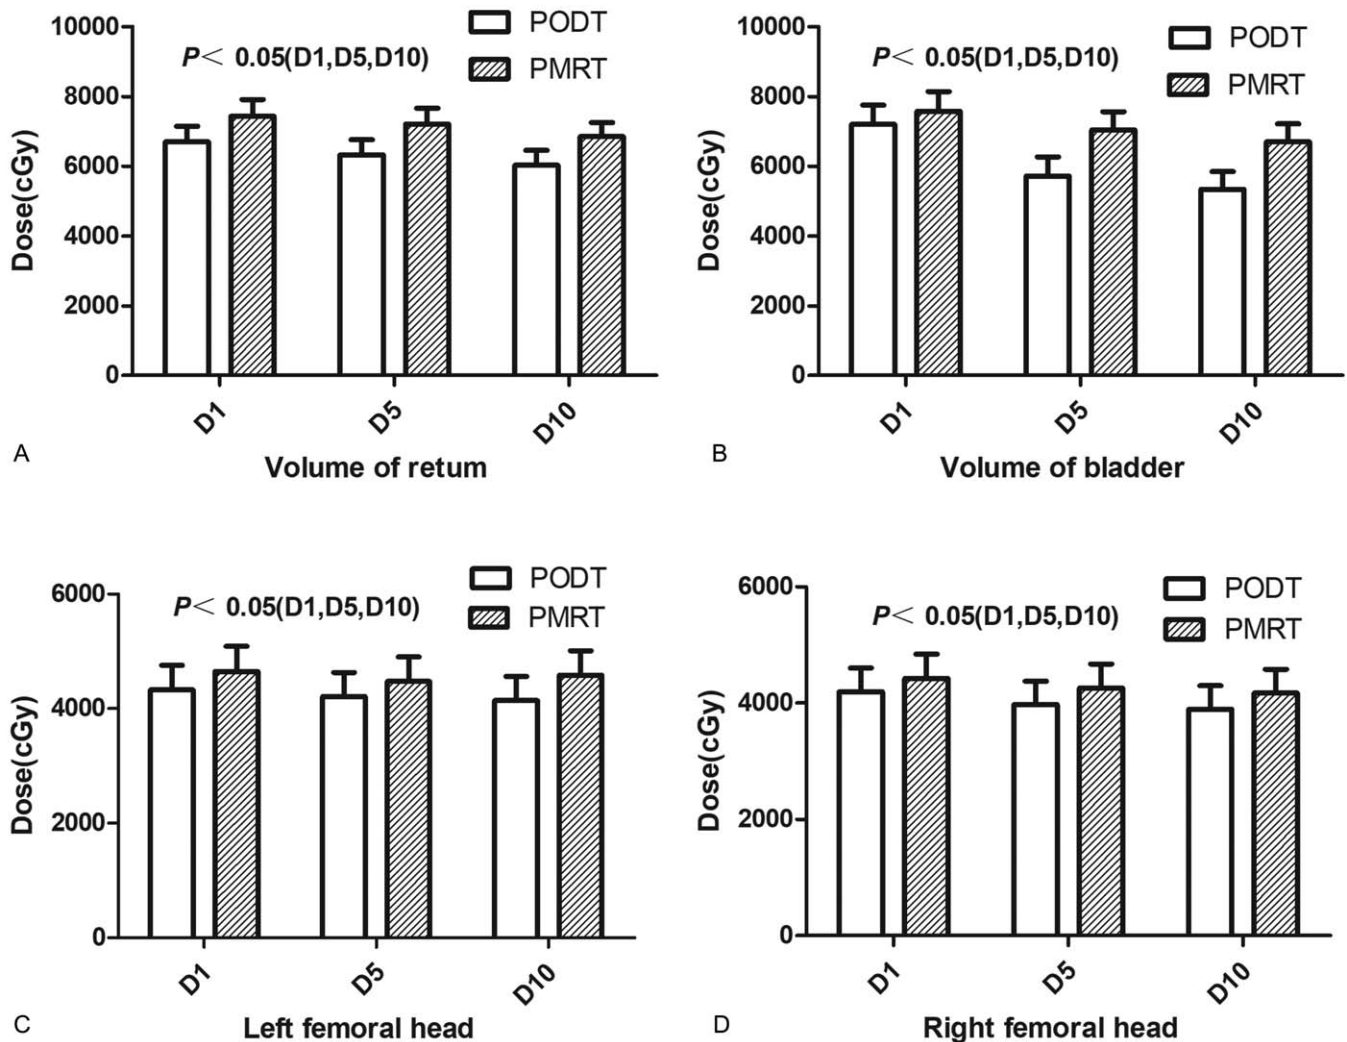 PODT
PMRT
P< 0.05(D1,D5,D10)
10000
8000
6000
4000
2000
0
Dose(cGy)
D1
D5
D10
A
Volume of retum
PODT
PMRT
P< 0.05(D1,D5,D10)
10000
8000
6000
4000
2000
0
Dose(cGy)
D1
D5
D10
B
Volume of bladder
PODT
PMRT
P< 0.05(D1,D5,D10)
6000
4000
2000
0
Dose(cGy)
D1
D5
D10
C
Left femoral head
PODT
PMRT
P< 0.05(D1,D5,D10)
6000
4000
2000
0
Dose(cGy)
D1
D5
D10
D
Right femoral head